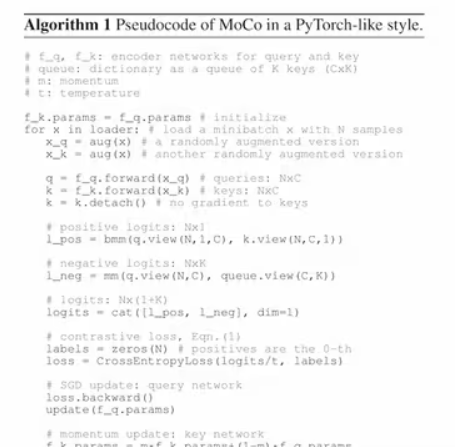 Algorithm 1 Pseudocode of MoCo in a PyTorch-like style.
# f_q, f_k: encoder networks for query and key
# queue: dictionary as a queue of K keys (CxK)
# m: momentum
# t: temperature
f_k.params = f_q.params # initialize
for x in loader: # load a minibatch x with N samples
x_q = aug(x) # a randomly augmented version
x_k = aug(x) # another randomly augmented version
q = f_q.forward(x_q) # queries: NxC
k = f_k.forward(x_k) # keys: NxC
k = k.detach() # no gradient to keys
# positive logits: Nx1
l_pos = bmm(q.view(N,1,C), k.view(N,C,1))
# negative logits: NxK
l_neg = mm(q.view(N,C), queue.view(C,K))
# logits: Nx(1+K)
logits = cat([l_pos, l_neg], dim=1)
# contrastive loss, Eqn.(1)
labels = zeros(N) # positives are the 0-th
loss = CrossEntropyLoss(logits/t, labels)
# SGD update: query network
loss.backward()
update(f_q.params)
# momentum update: key network
f_k.params = m*f_k.params+(1-m)*f_q.params